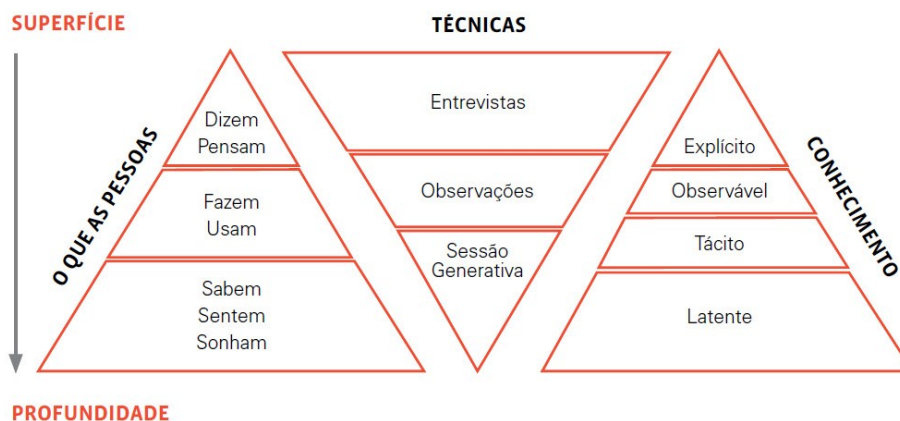 SUPERFÍCIE
TÉCNICAS
O QUE AS PESSOAS
Dizem
Pensam
Fazem
Usam
Sabem
Sentem
Sonham
Entrevistas
Observações
Sessão
Generativa
Explícito
Observável
Tácito
Latente
CONHECIMENTO
PROFUNDIDADE